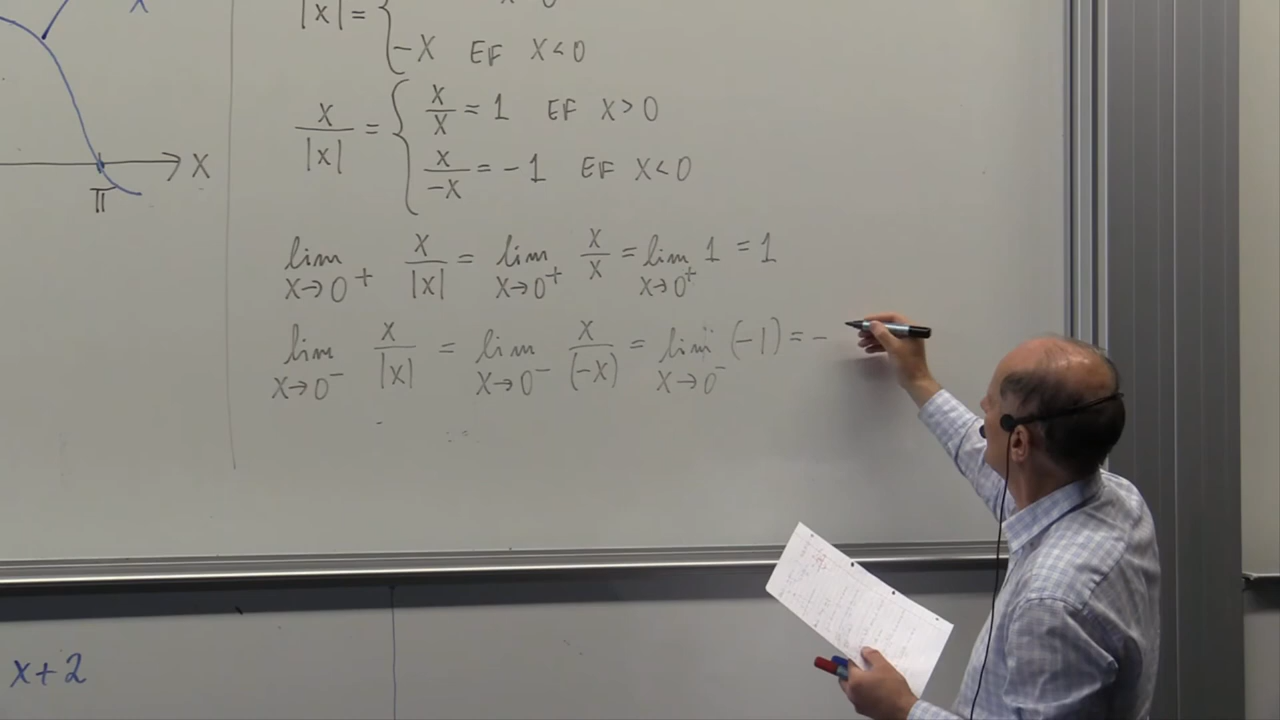 |x| = {
-X EF X<0
x/|x| = { x/x = 1 EF X>0
x/-x = -1 EF X<0
lim x→0⁺ x/|x| = lim x→0⁺ x/x = lim x→0⁺ 1 = 1
lim x→0⁻ x/|x| = lim x→0⁻ x/(-x) = lim x→0⁻ (-1) = -
X
π
x+2